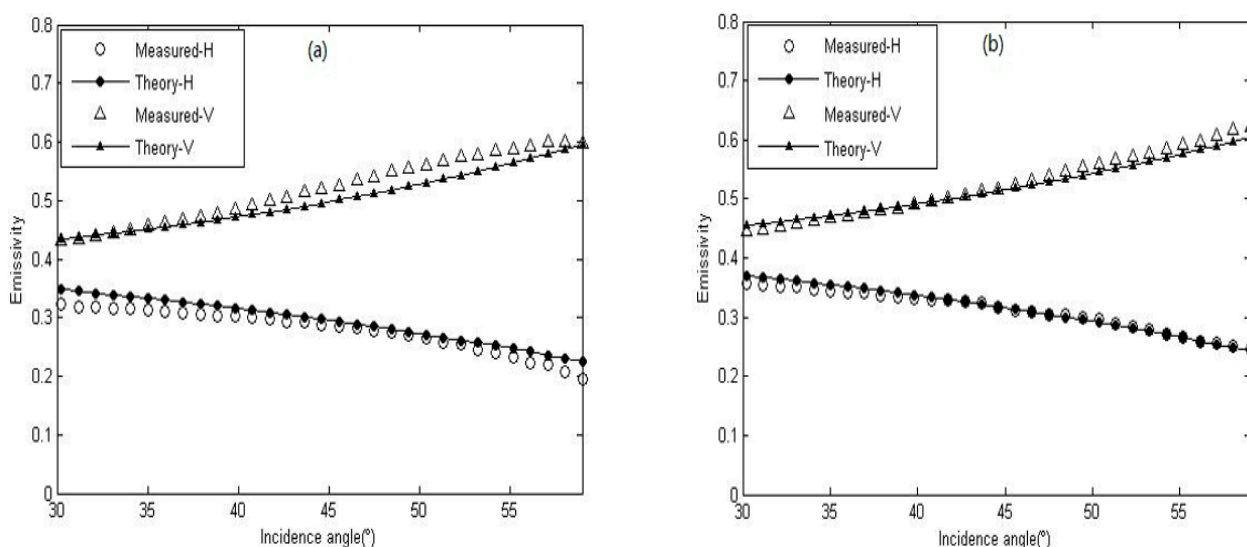 0.8
0.7
0.6
0.5
0.4
0.3
0.2
0.1
0
Emissivity
(a)
Measured-H
Theory-H
Measured-V
Theory-V
30
35
40
45
50
55
Incidence angle(°)
0.8
0.7
0.6
0.5
0.4
0.3
0.2
0.1
0
Emissivity
(b)
Measured-H
Theory-H
Measured-V
Theory-V
30
35
40
45
50
55
Incidence angle(°)